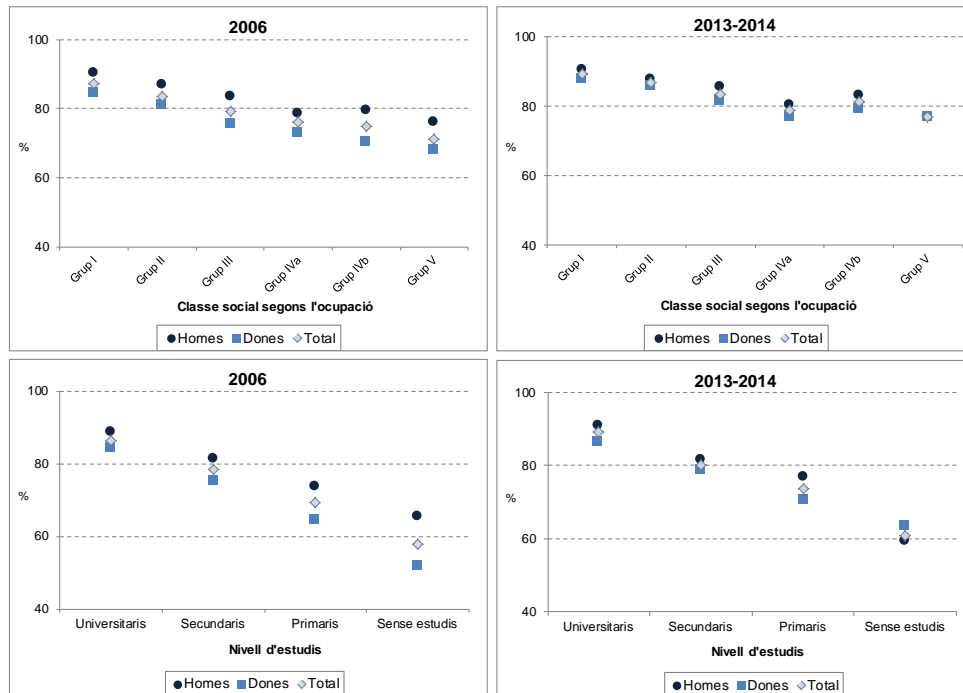 2006
100
80
%
60
40
Grup I Grup II Grup III Grup IVa Grup IVb Grup V
Classe social segons l'ocupació
Homes Dones Total
2013-2014
100
80
%
60
40
Grup I Grup II Grup III Grup IVa Grup IVb Grup V
Classe social segons l'ocupació
Homes Dones Total
2006
100
80
%
60
40
Universitaris Secundaris Primaris Sense estudis
Nivell d'estudis
Homes Dones Total
2013-2014
100
80
%
60
40
Universitaris Secundaris Primaris Sense estudis
Nivell d'estudis
Homes Dones Total